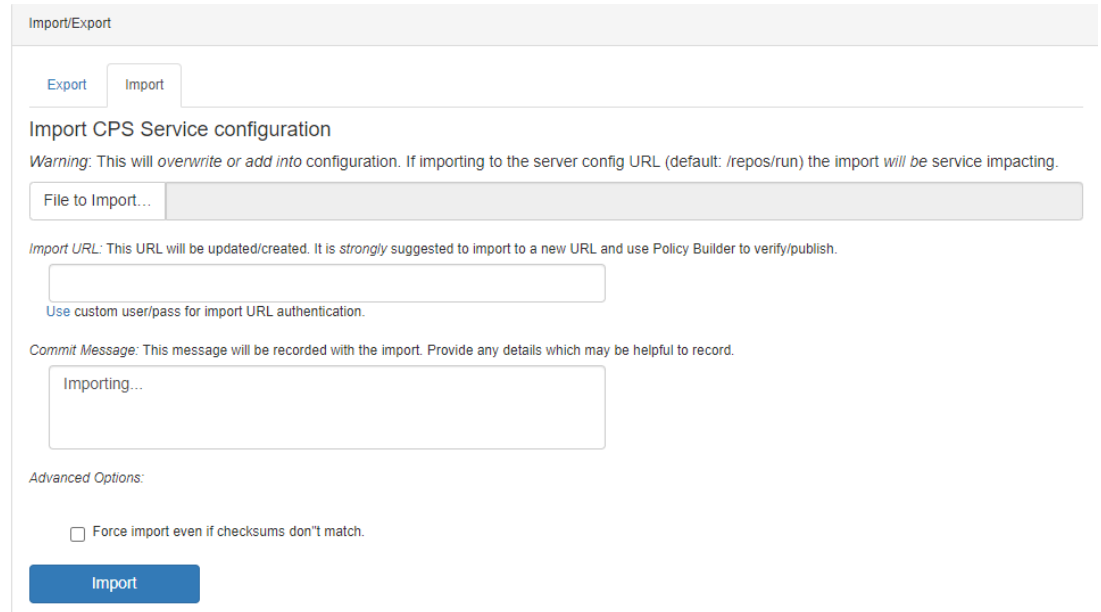 Import/Export
Export Import
Import CPS Service configuration
Warning: This will overwrite or add into configuration. If importing to the server config URL (default: /repos/run) the import will be service impacting.
File to Import...
Import URL: This URL will be updated/created. It is strongly suggested to import to a new URL and use Policy Builder to verify/publish.
Use custom user/pass for import URL authentication.
Commit Message: This message will be recorded with the import. Provide any details which may be helpful to record.
Importing...
Advanced Options:
Force import even if checksums don"t match.
Import